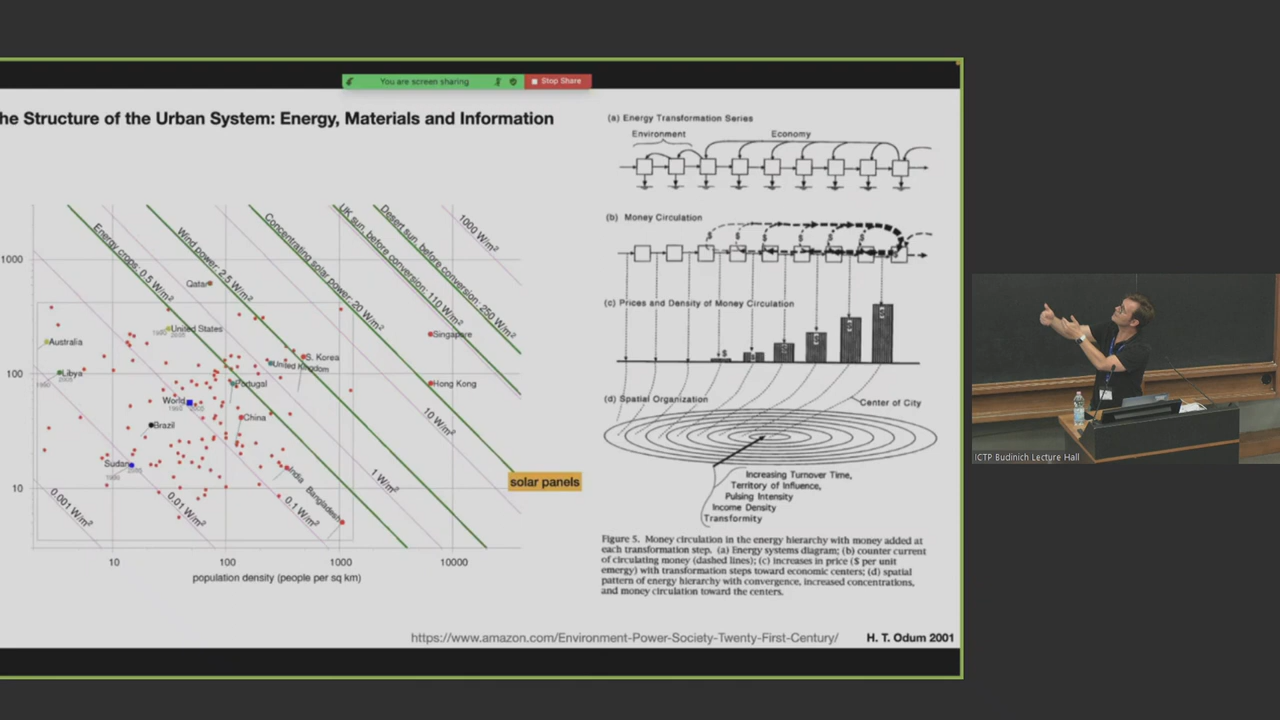 You are screen sharing
Stop Share
he Structure of the Urban System: Energy, Materials and Information
1000
100
10
10
100
1000
10000
population density (people per sq km)
Energy crops, 0.5 W/m²
Wind power: 2.5 W/m²
Concentrating solar power: 20 W/m²
UK sun, before conversion: 110 W/m²
Desert sun, before conversion: 250 W/m²
1000 W/m²
Qatar
United States
1990
2005
Australia
Libya
1990
2005
S. Korea
United Kingdom
Portugal
Singapore
Hong Kong
World
1990
2005
China
Brazil
Sudan
2005
1990
India
Bangladesh
10 W/m²
1 W/m²
0.1 W/m²
0.01 W/m²
0.001 W/m²
solar panels
(a) Energy Transformation Series
Environment
Economy
(b) Money Circulation
$
$
$
$
$
$
(c) Prices and Density of Money Circulation
$
$
$
$
$
$
(d) Spatial Organization
Center of City
Increasing Turnover Time,
Territory of Influence,
Pulsing Intensity
Income Density
Transformity
Figure 5. Money circulation in the energy hierarchy with money added at
each transformation step. (a) Energy systems diagram; (b) counter current
of circulating money (dashed lines); (c) increases in price ($ per unit
emergy) with transformation steps toward economic centers; (d) spatial
pattern of energy hierarchy with convergence, increased concentrations,
and money circulation toward the centers.
https://www.amazon.com/Environment-Power-Society-Twenty-First-Century/
H. T. Odum 2001
ICTP Budinich Lecture Hall